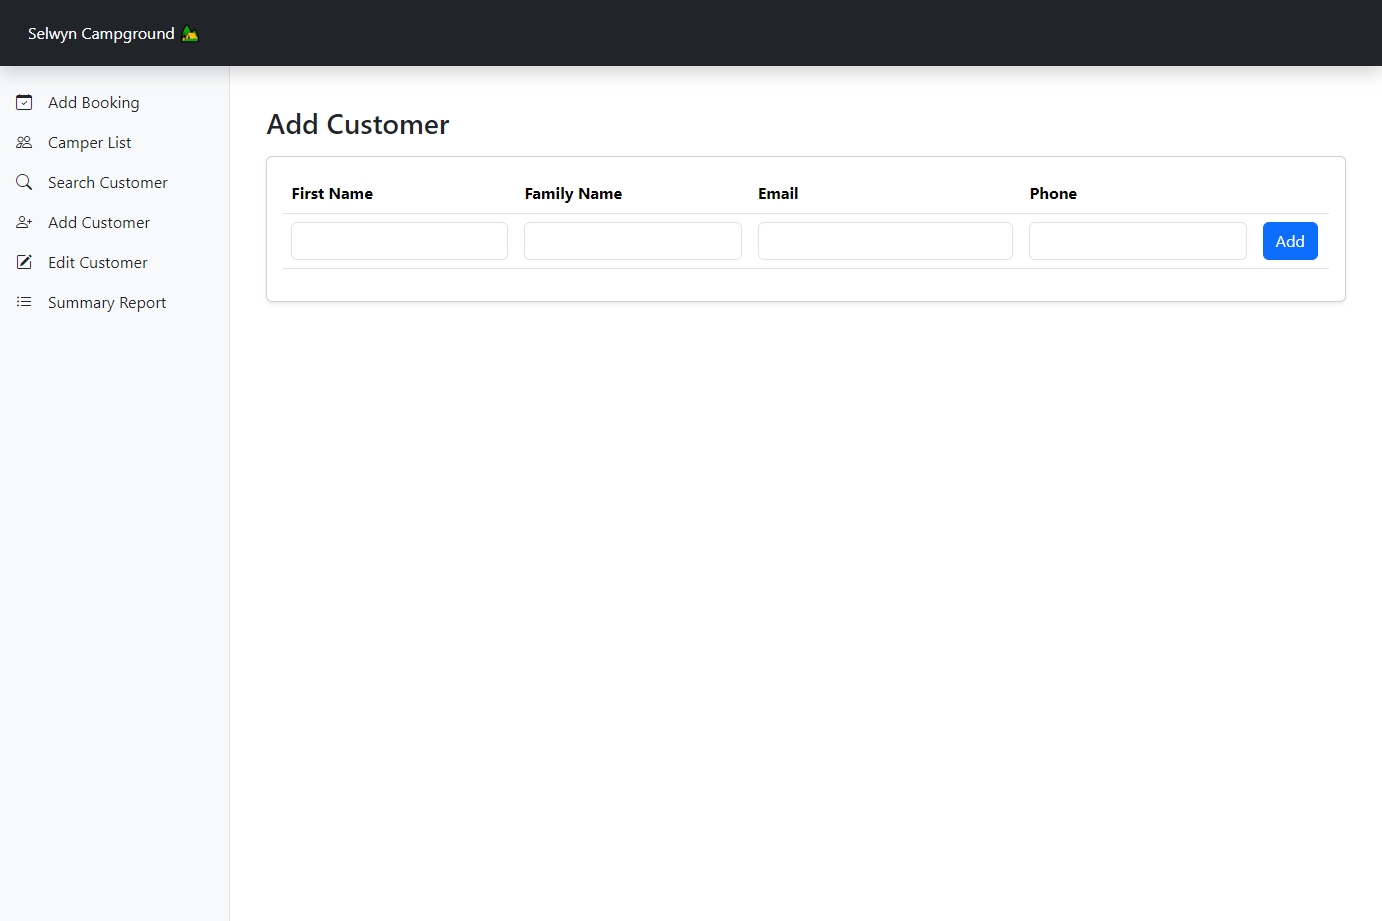 Selwyn Campground 🏕️
Add Booking
Camper List
Search Customer
Add Customer
Edit Customer
Summary Report
Add Customer
First Name Family Name Email Phone
Add